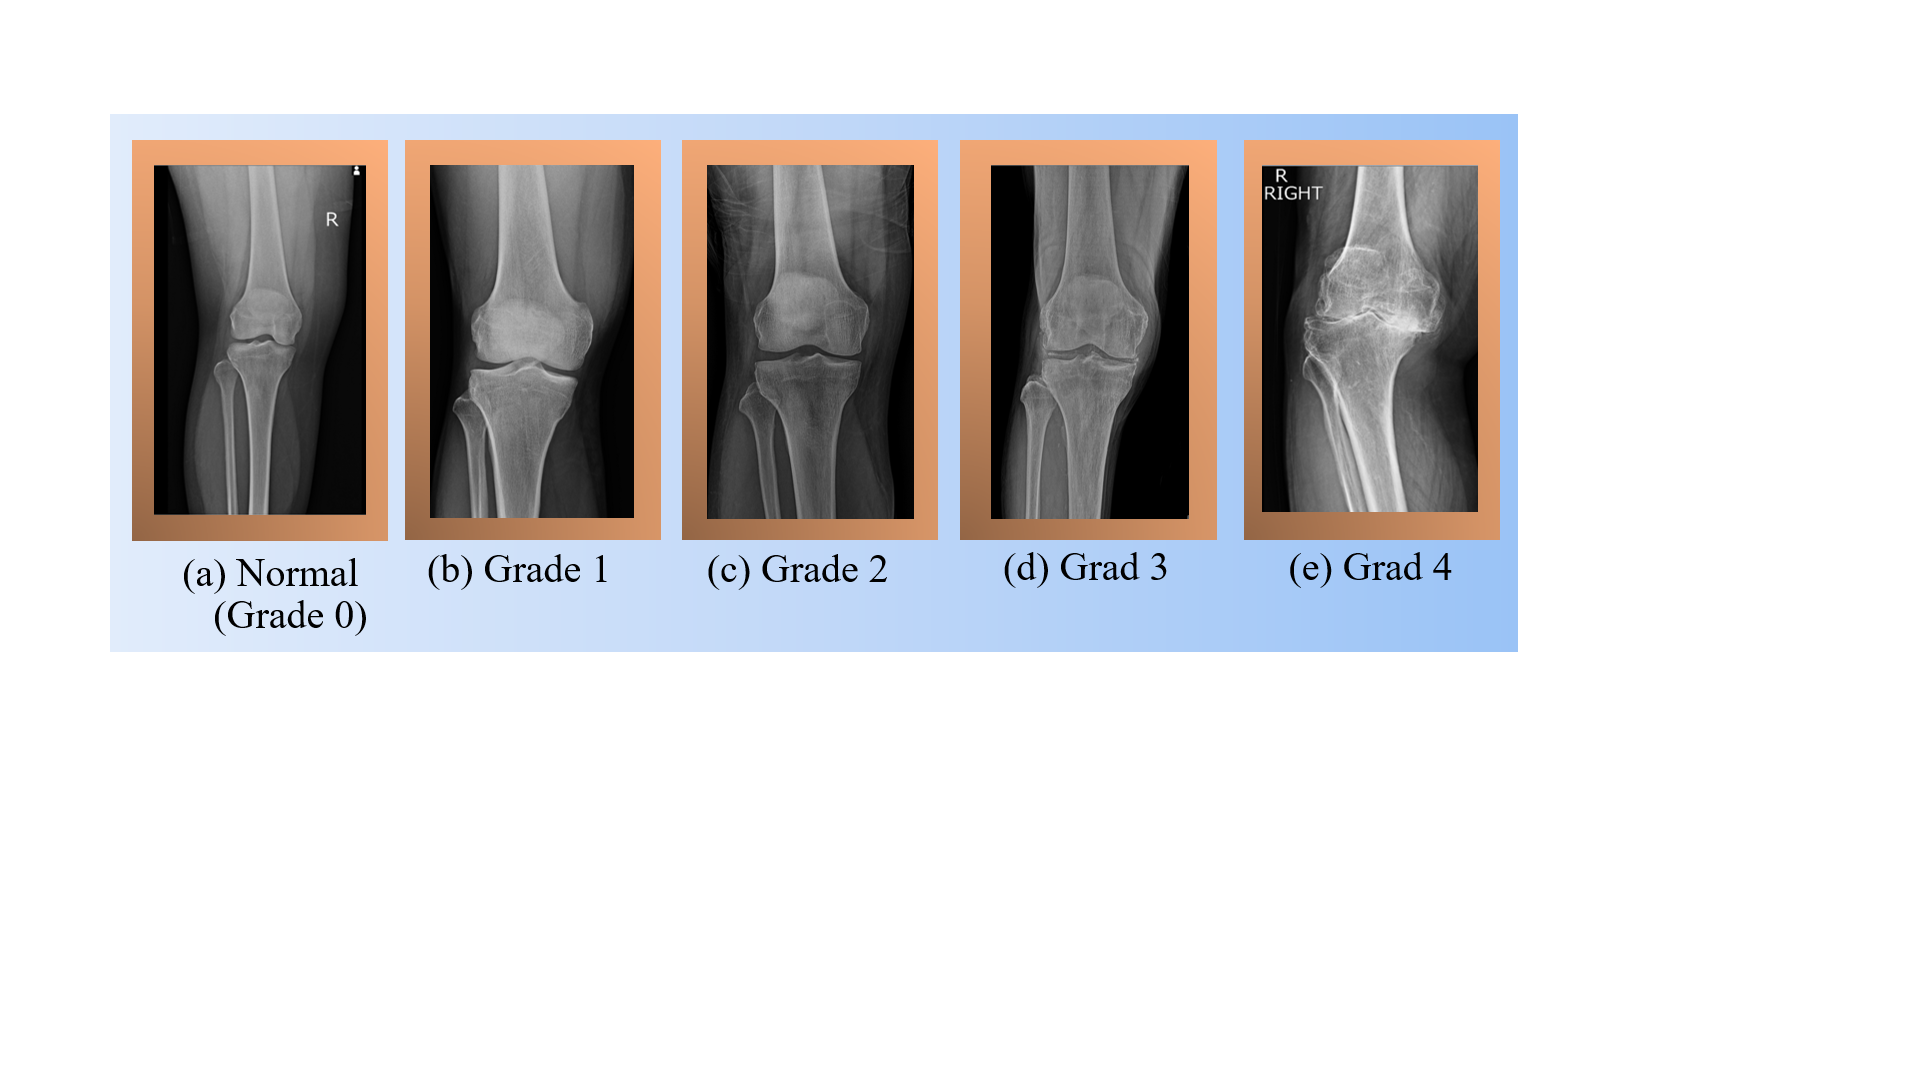 R
R
RIGHT
(a) Normal
(Grade 0)
(b) Grade 1
(c) Grade 2
(d) Grad 3
(e) Grad 4